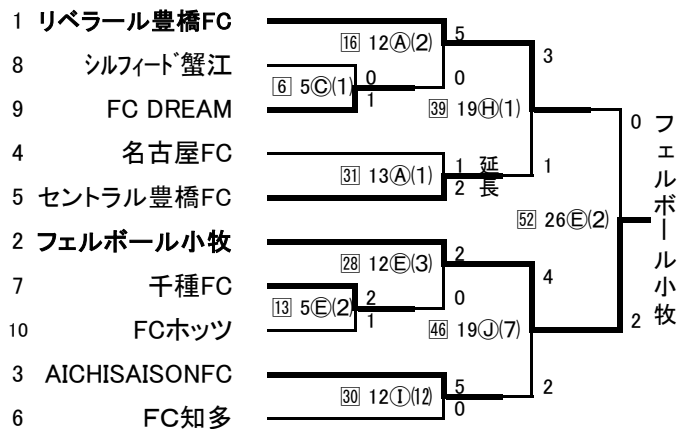 1 リベラール豊橋FC
8 シルフィード蟹江
9 FC DREAM
4 名古屋FC
5 セントラル豊橋FC
2 フェルボール小牧
7 千種FC
10 FCホッツ
3 AICHISAISONFC
6 FC知多
16 12Ⓐ(2)
5
0
6 5Ⓒ(1)
0
1
39 19Ⓗ(1)
3
1
31 13Ⓐ(1)
1
2
延長
28 12Ⓔ(3)
2
0
13 5Ⓔ(2)
2
1
46 19Ⓙ(7)
4
2
30 12Ⓘ(12)
5
0
52 26Ⓔ(2)
0
2
フェルボール小牧